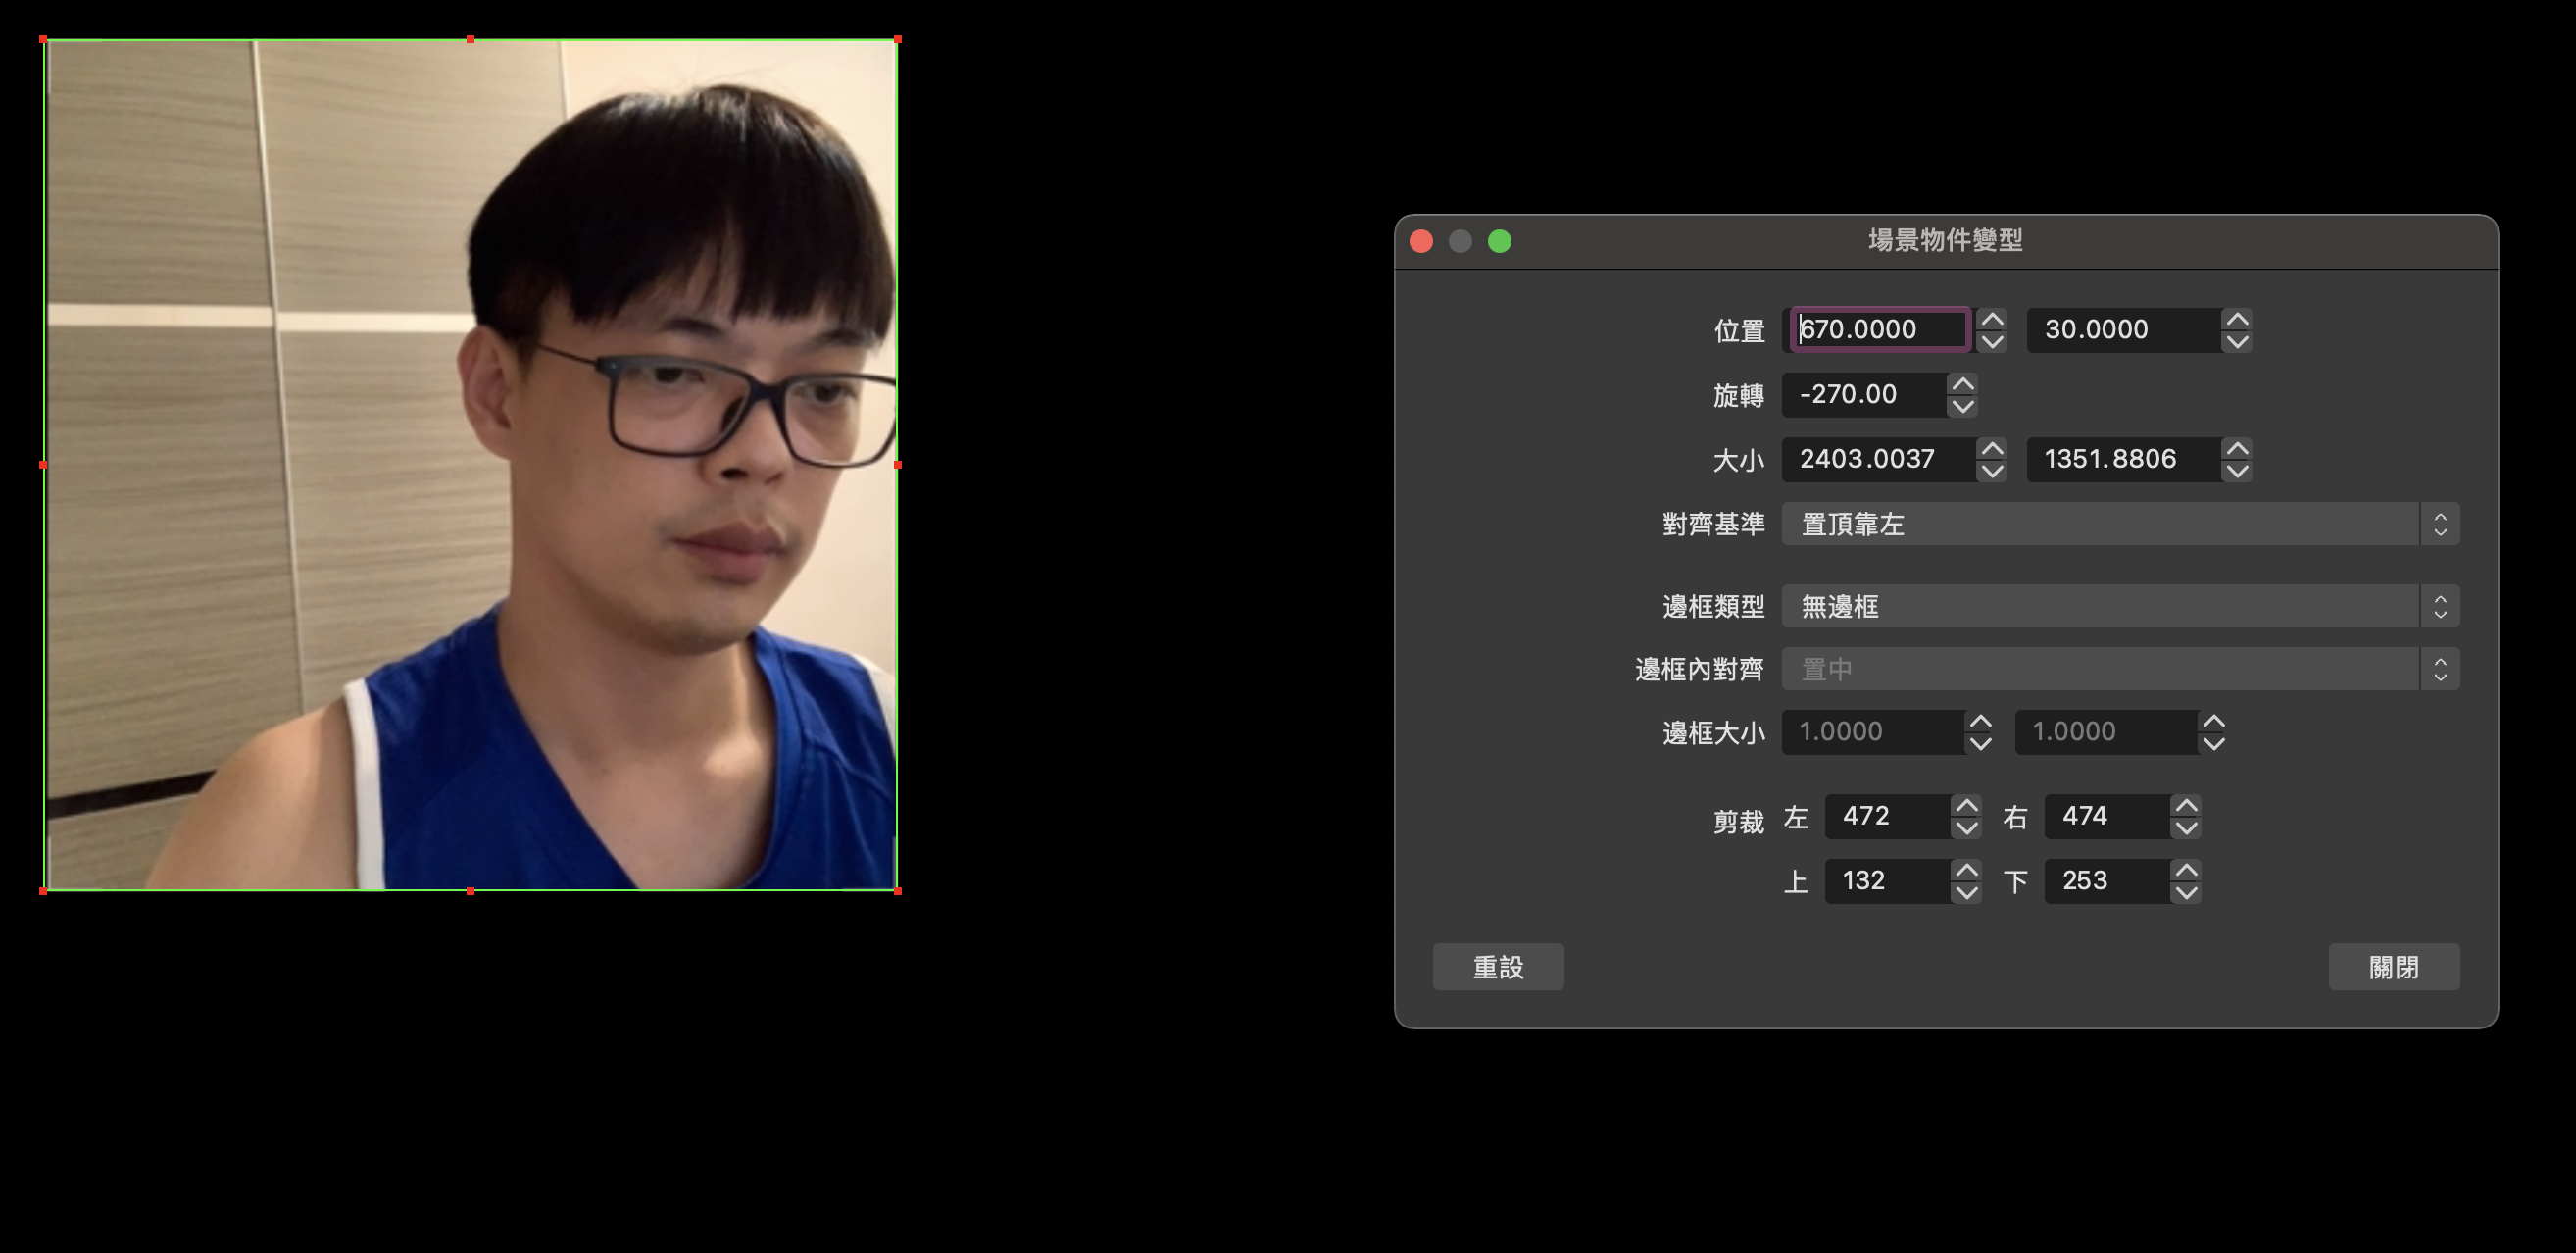 場景物件變型
位置 670.0000 30.0000
旋轉 -270.00
大小 2403.0037 1351.8806
對齊基準 置頂靠左
邊框類型 無邊框
邊框內對齊 置中
邊框大小 1.0000 1.0000
剪裁 左 472 右 474
上 132 下 253
重設 關閉